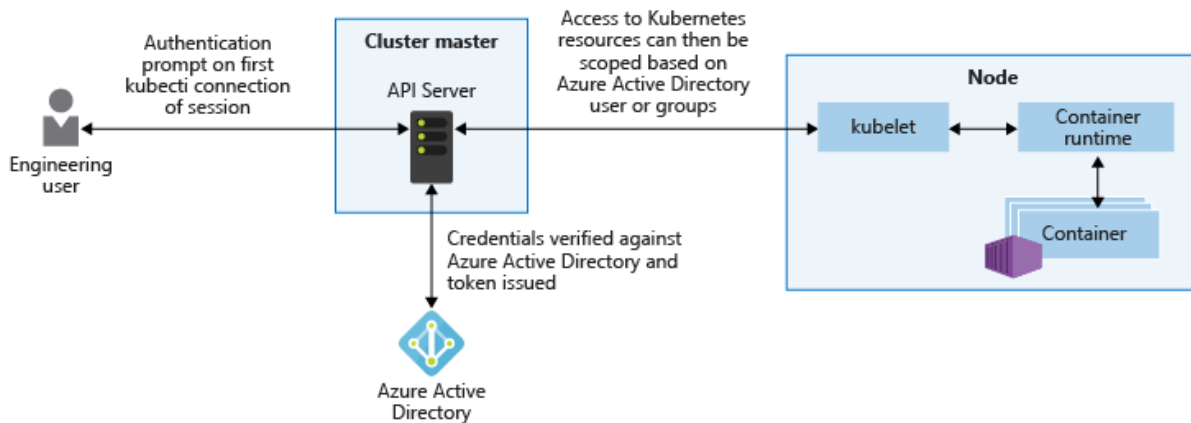 Authentication
prompt on first
kubecti connection
of session
Engineering
user
Cluster master
API Server
Credentials verified against
Azure Active Directory and
token issued
Azure Active
Directory
Access to Kubernetes
resources can then be
scoped based on
Azure Active Directory
user or groups
Node
kubelet
Container
runtime
Container